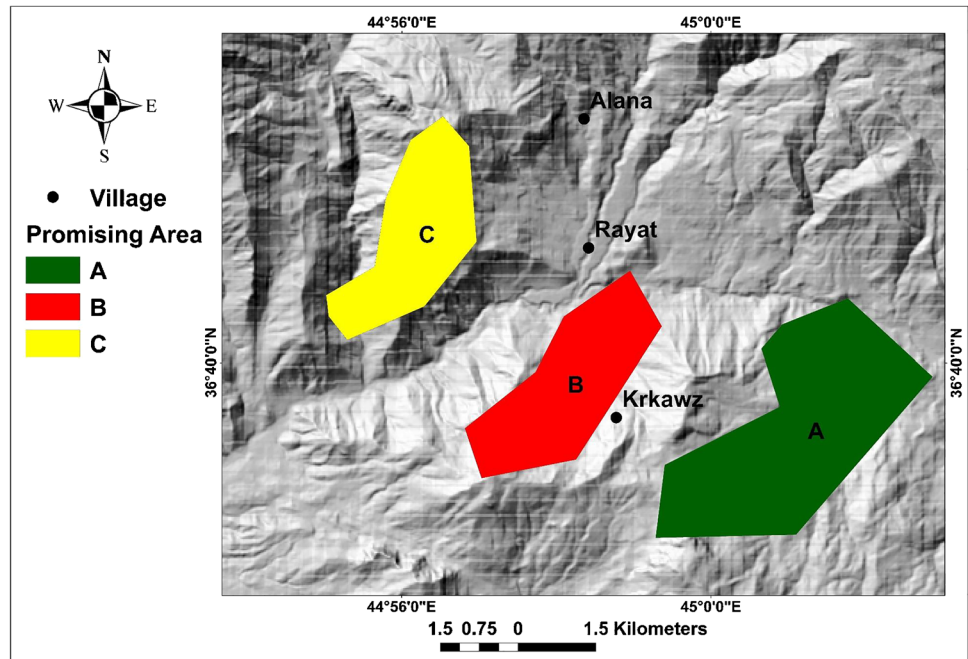 44°56'0"E 45°0'0"E
N
W E
S
Village
Promising Area
A
B
C
Alana
Rayat
Krkawz
C
B
A
36°40'0"N
36°40'0"N
44°56'0"E 45°0'0"E
1.5 0.75 0 1.5 Kilometers